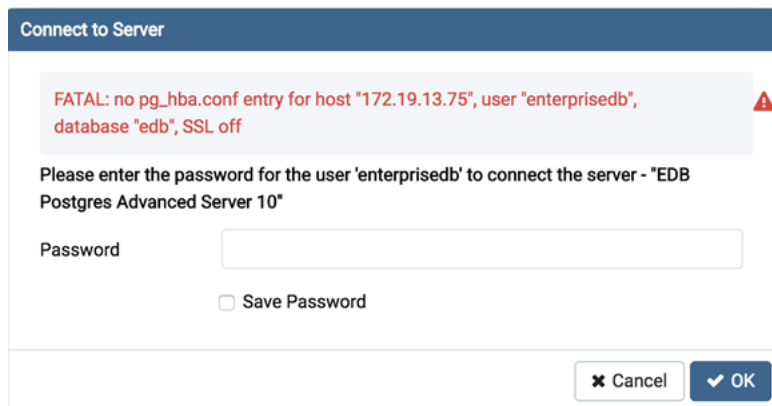 Connect to Server
FATAL: no pg_hba.conf entry for host "172.19.13.75", user "enterprisedb",
database "edb", SSL off
Please enter the password for the user 'enterprisedb' to connect the server - "EDB
Postgres Advanced Server 10"
Password
Save Password
Cancel
OK